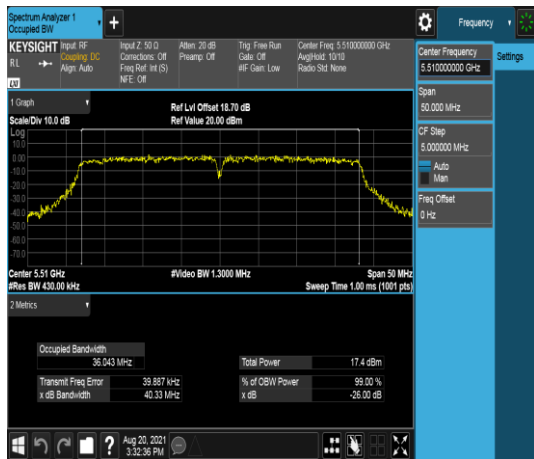 Spectrum Analyzer 1
Occupied BW
Frequency
KEYSIGHT
RL
LXI
Input: RF
Coupling: DC
Align: Auto
Input Z: 50 Ω
Corrections: Off
Freq Ref: Int (S)
NFE: Off
Atten: 20 dB
Preamp: Off
Trig: Free Run
Gate: Off
#IF Gain: Low
Center Freq: 5.510000000 GHz
Avg|Hold: 10/10
Radio Std: None
Center Frequency
5.510000000 GHz
Settings
Span
50.000 MHz
CF Step
5.000000 MHz
Auto
Man
Freq Offset
0 Hz
1 Graph
Scale/Div 10.0 dB
Ref Lvl Offset 18.70 dB
Ref Value 20.00 dBm
Log
10.0
0.00
-10.0
-20.0
-30.0
-40.0
-50.0
-60.0
-70.0
Center 5.51 GHz
#Video BW 1.3000 MHz
Span 50 MHz
#Res BW 430.00 kHz
Sweep Time 1.00 ms (1001 pts)
2 Metrics
Occupied Bandwidth
36.043 MHz
Total Power
17.4 dBm
Transmit Freq Error
39.887 kHz
% of OBW Power
99.00 %
x dB Bandwidth
40.33 MHz
x dB
-26.00 dB
?
Aug 20, 2021
3:32:36 PM